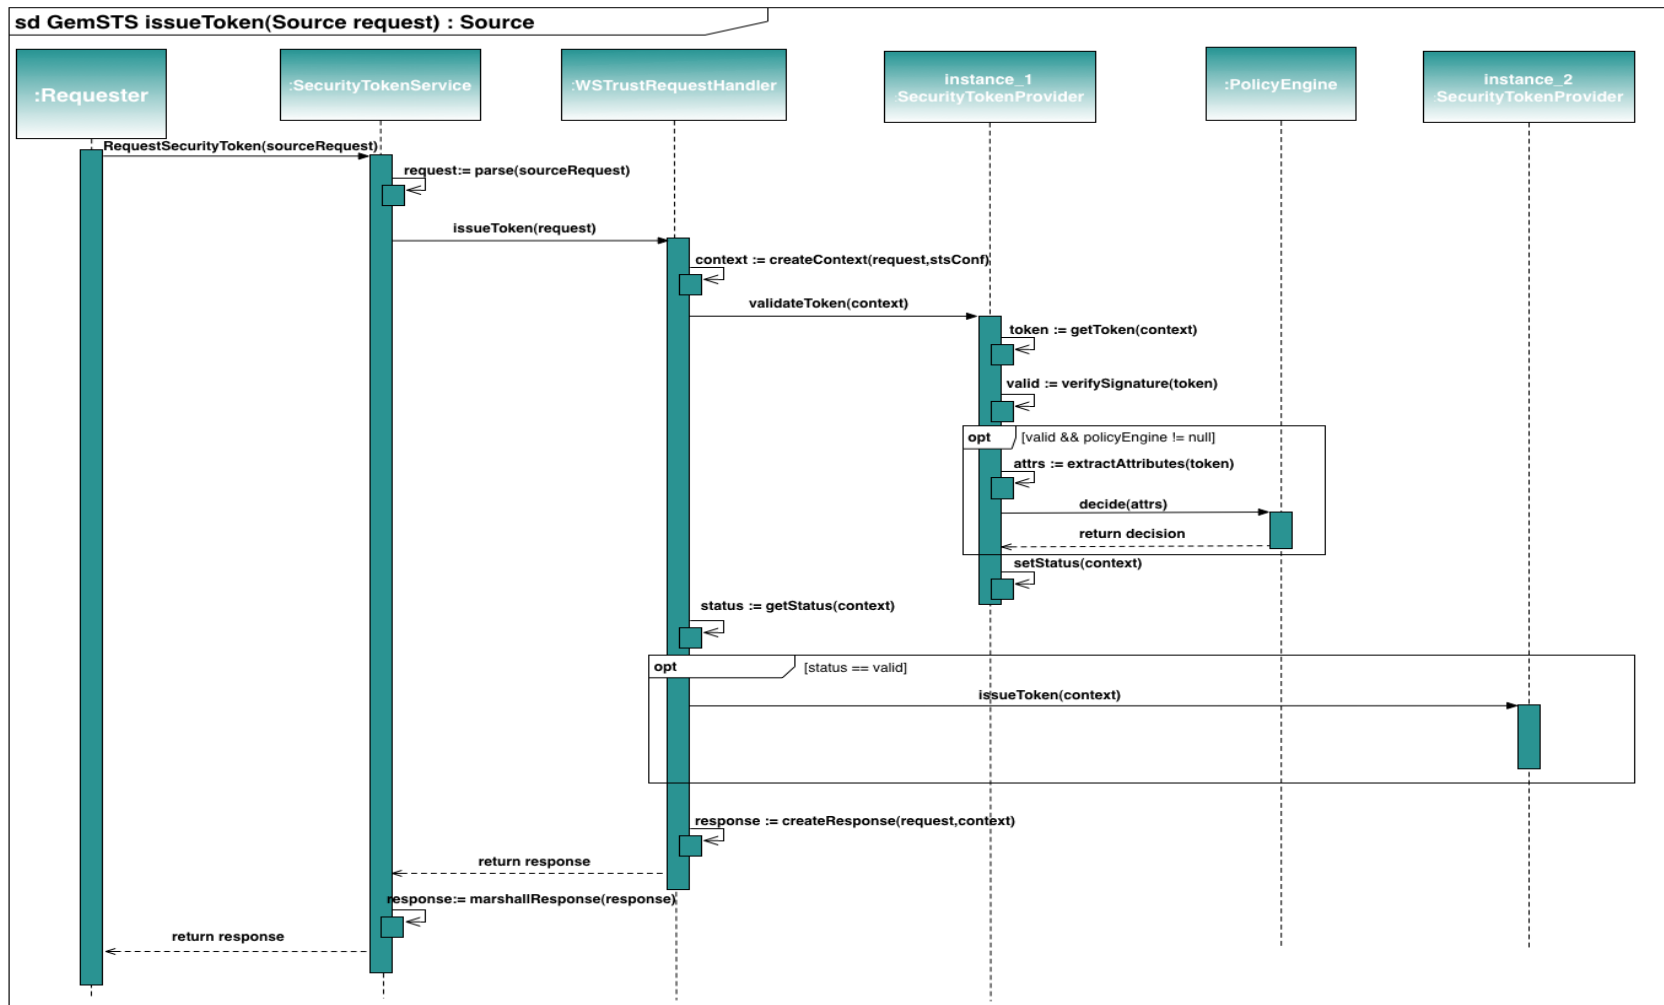 sd GemSTS issueToken(Source request) : Source
:Requester
:SecurityTokenService
:WSTrustRequestHandler
instance_1
SecurityTokenProvider
:PolicyEngine
instance_2
SecurityTokenProvider
RequestSecurityToken(sourceRequest)
request:= parse(sourceRequest)
issueToken(request)
context := createContext(request,stsConf)
validateToken(context)
token := getToken(context)
valid := verifySignature(token)
opt
[valid && policyEngine != null]
attrs := extractAttributes(token)
decide(attrs)
return decision
setStatus(context)
status := getStatus(context)
opt
[status == valid]
issueToken(context)
response := createResponse(request,context)
return response
response:= marshallResponse(response)
return response